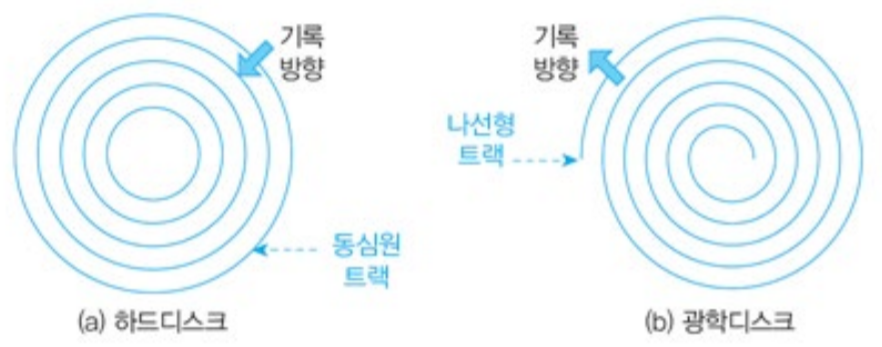 기록
방향
동심원
트랙
(a) 하드디스크
기록
방향
나선형
트랙
(b) 광학디스크